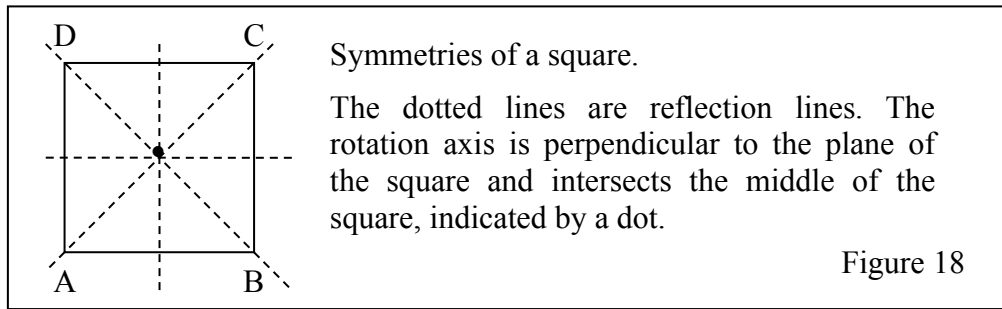 D C
Symmetries of a square.
The dotted lines are reflection lines. The
rotation axis is perpendicular to the plane of
the square and intersects the middle of the
square, indicated by a dot.
A B
Figure 18